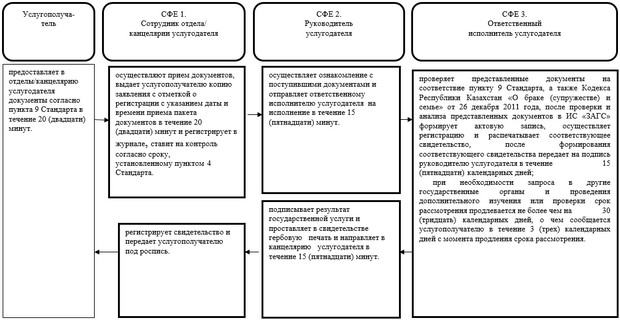 Услугополуча-
тель
СФЕ 1.
Сотрудник отдела/
канцелярии услугодателя
СФЕ 2.
Руководитель
услугодателя
СФЕ 3.
Ответственный
исполнитель услугодателя
предоставляет в
отделы/канцелярию
услугодателя
документы согласно
пункта 9 Стандарта в
течение 20 (двадцати)
минут.
осуществляют прием документов,
выдает услугополучателю копию
заявления с отметкой о
регистрации с указанием даты и
времени приема пакета
документов в течение 20
(двадцати) минут и регистрирует в
журнале, ставит на контроль
согласно сроку,
установленному пунктом 4
Стандарта.
осуществляет ознакомление с
поступившими документами и
отправляет ответственному
исполнителю услугодателя на
исполнение в течение 15
(пятнадцати) минут.
проверяет представленные документы на
соответствие пункту 9 Стандарта, а также Кодекса
Республики Казахстан «О браке (супружестве) и
семье» от 26 декабря 2011 года, после проверки и
анализа представленных документов в ИС «ЗАГС»
формирует актовую запись, осуществляет
регистрацию и распечатывает соответствующее
свидетельство, после формирования
соответствующего свидетельства передает на подпись
руководителю услугодателя в течение 15
(пятнадцати) календарных дней;
при необходимости запроса в другие
государственные органы и проведения
дополнительного изучения или проверки срок
рассмотрения продлевается не более чем на 30
(тридцать) календарных дней, о чем сообщается
услугополучателю в течение 3 (трех) календарных
дней с момента продления срока рассмотрения.
подписывает результат
государственной услуги и
проставляет в свидетельстве
гербовую печать и направляет в
канцелярию услугодателя в
течение 15 (пятнадцати) минут.
регистрирует свидетельство и
передает услугополучателю
под роспись.